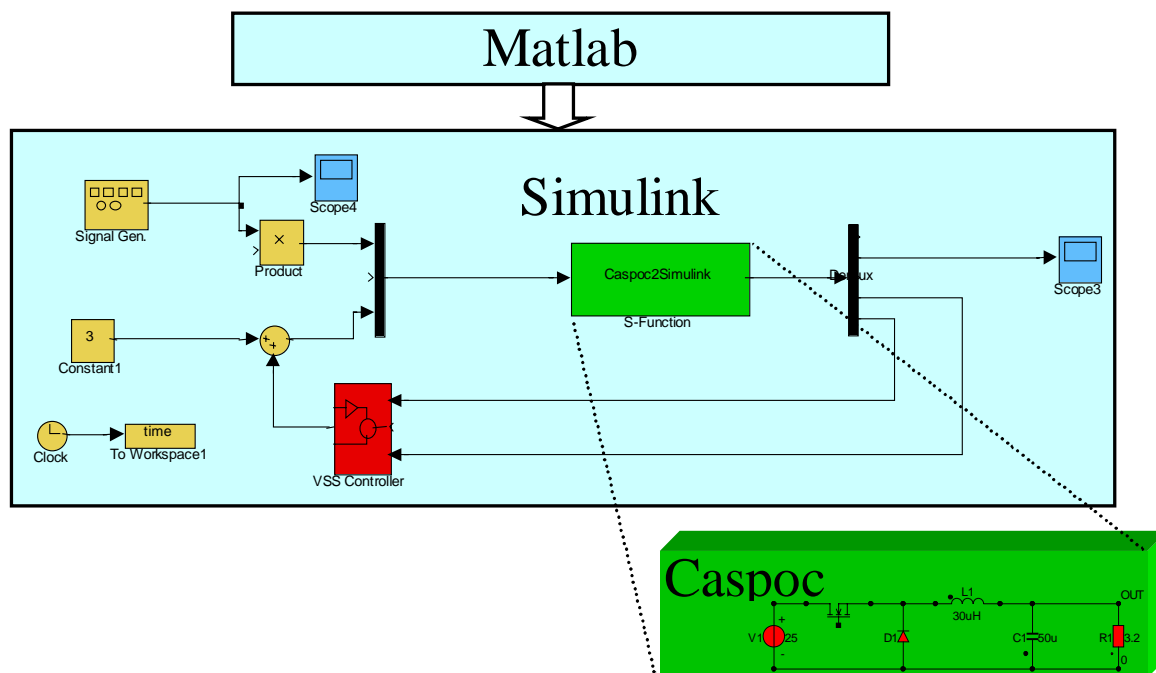 Matlab
Simulink
Scope4
Signal Gen.
×
Product
Caspoc2Simulink
S-Function
Demux
Scope3
3
Constant1
+
+
time
Clock
To Workspace1
VSS Controller
Caspoc
L1
30uH
OUT
+
V1 25
-
D1
C1 50u
R1 3.2
0